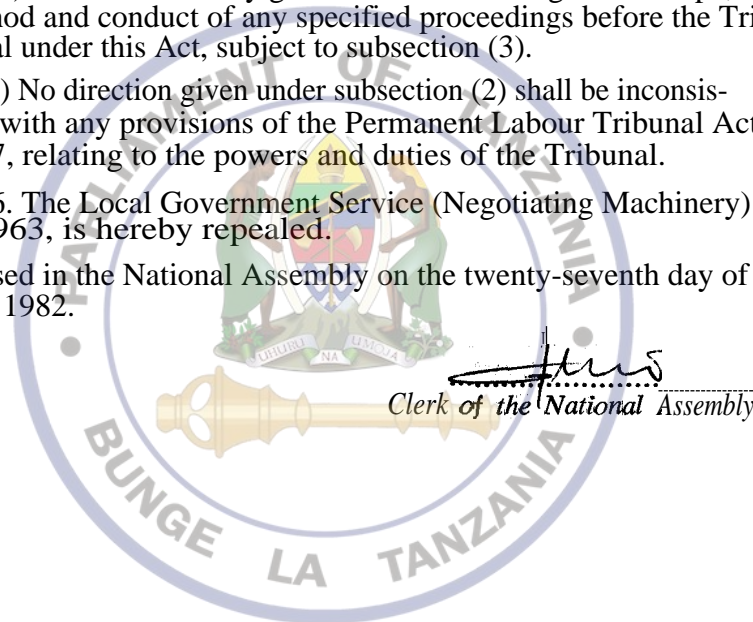 hod and conduct of any specified proceedings before the Tri
al under this Act, subject to subsection (3).
) No direction given under subsection (2) shall be inconsis-
with any provisions of the Permanent Labour Tribunal Act
7, relating to the powers and duties of the Tribunal.
6. The Local Government Service (Negotiating Machinery)
963, is hereby repealed.
sed in the National Assembly on the twenty-seventh day of
1982.
Clerk of the National Assembly
PARLIAMENT OF TANZANIA
UHURU NA UMOJA
BUNGE LA TANZANIA